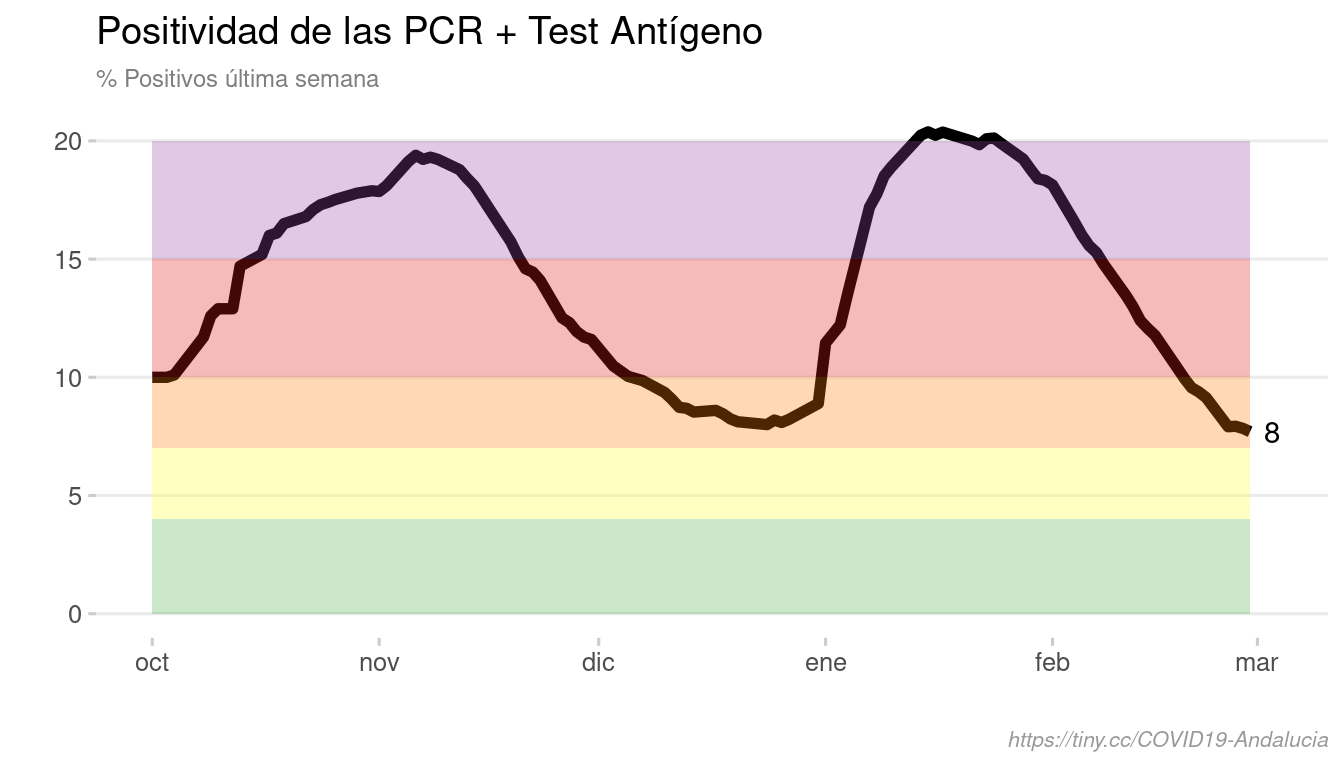 Positividad de las PCR + Test Antígeno
% Positivos última semana
20
15
10
5
0
8
oct nov dic ene feb mar
https://tiny.cc/COVID19-Andalucia